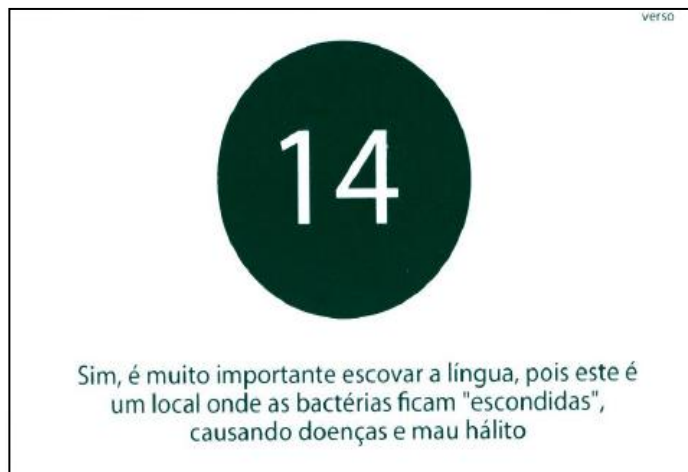 verso
14
Sim, é muito importante escovar a língua, pois este é
um local onde as bactérias ficam "escondidas",
causando doenças e mau hálito